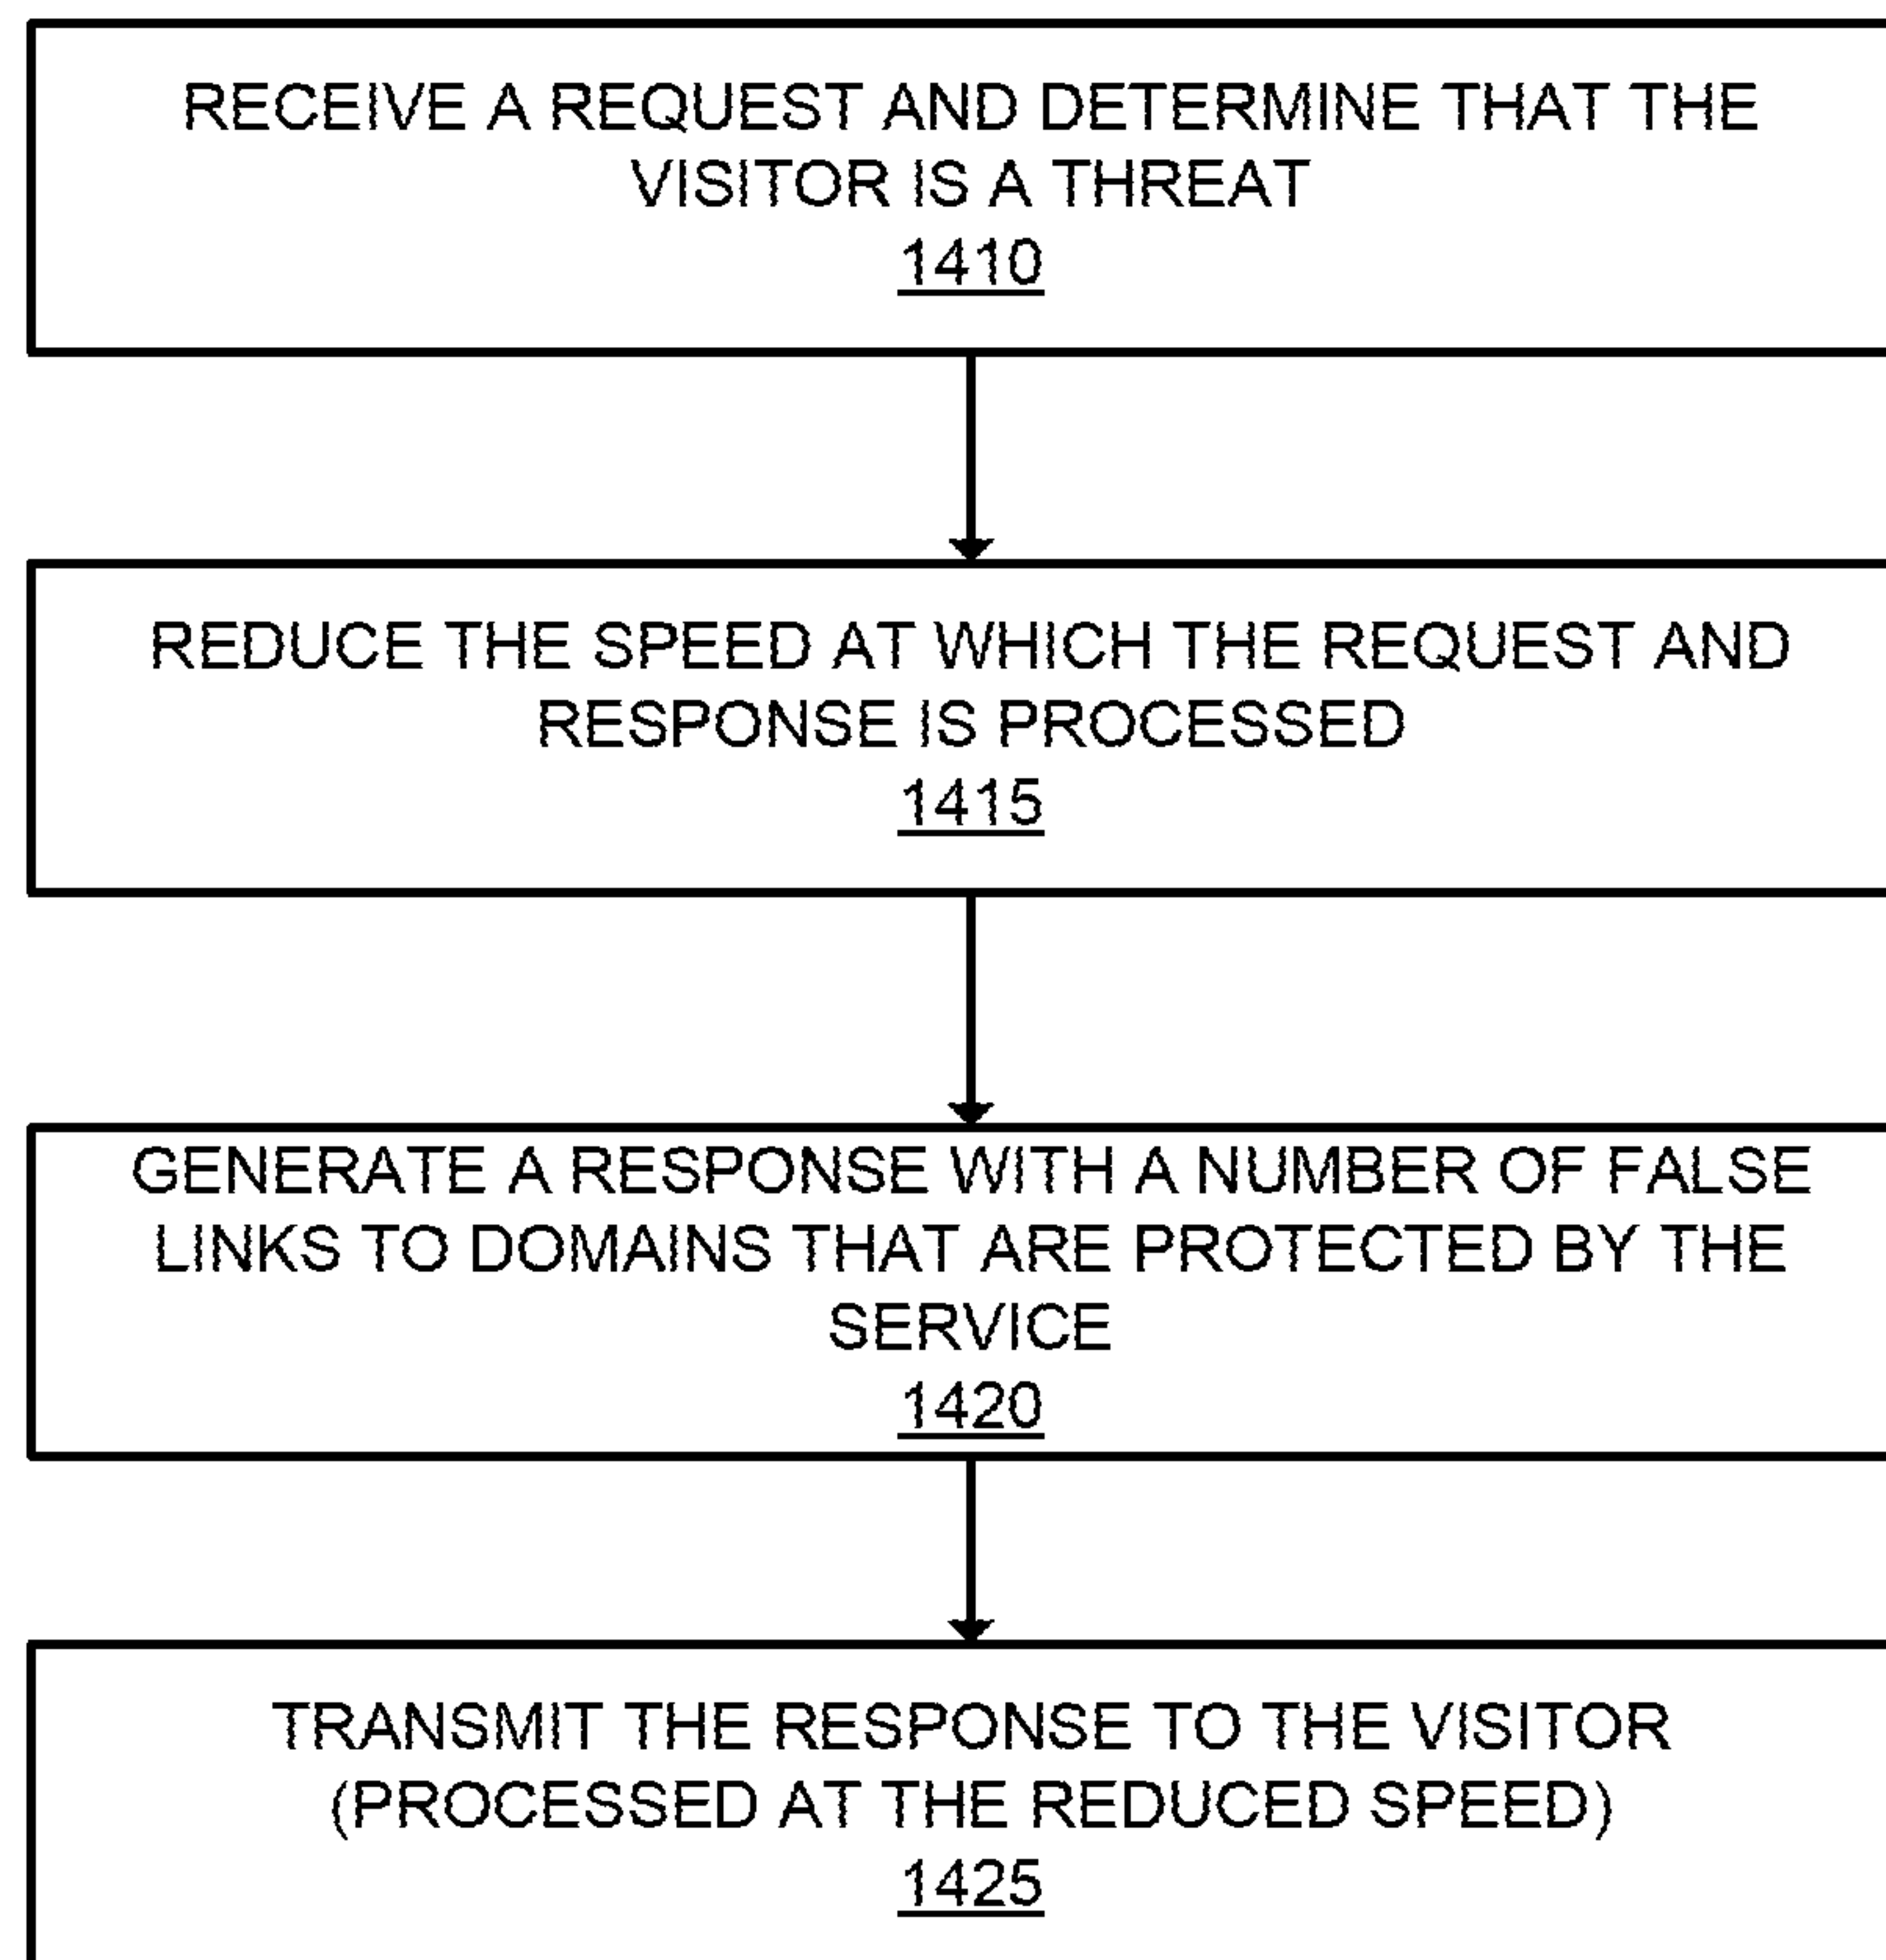 RECEIVE A REQUEST AND DETERMINE THAT THE
VISITOR IS A THREAT
1410
REDUCE THE SPEED AT WHICH THE REQUEST AND
RESPONSE IS PROCESSED
1415
GENERATE A RESPONSE WITH A NUMBER OF FALSE
LINKS TO DOMAINS THAT ARE PROTECTED BY THE
SERVICE
1420
TRANSMIT THE RESPONSE TO THE VISITOR
(PROCESSED AT THE REDUCED SPEED)
1425